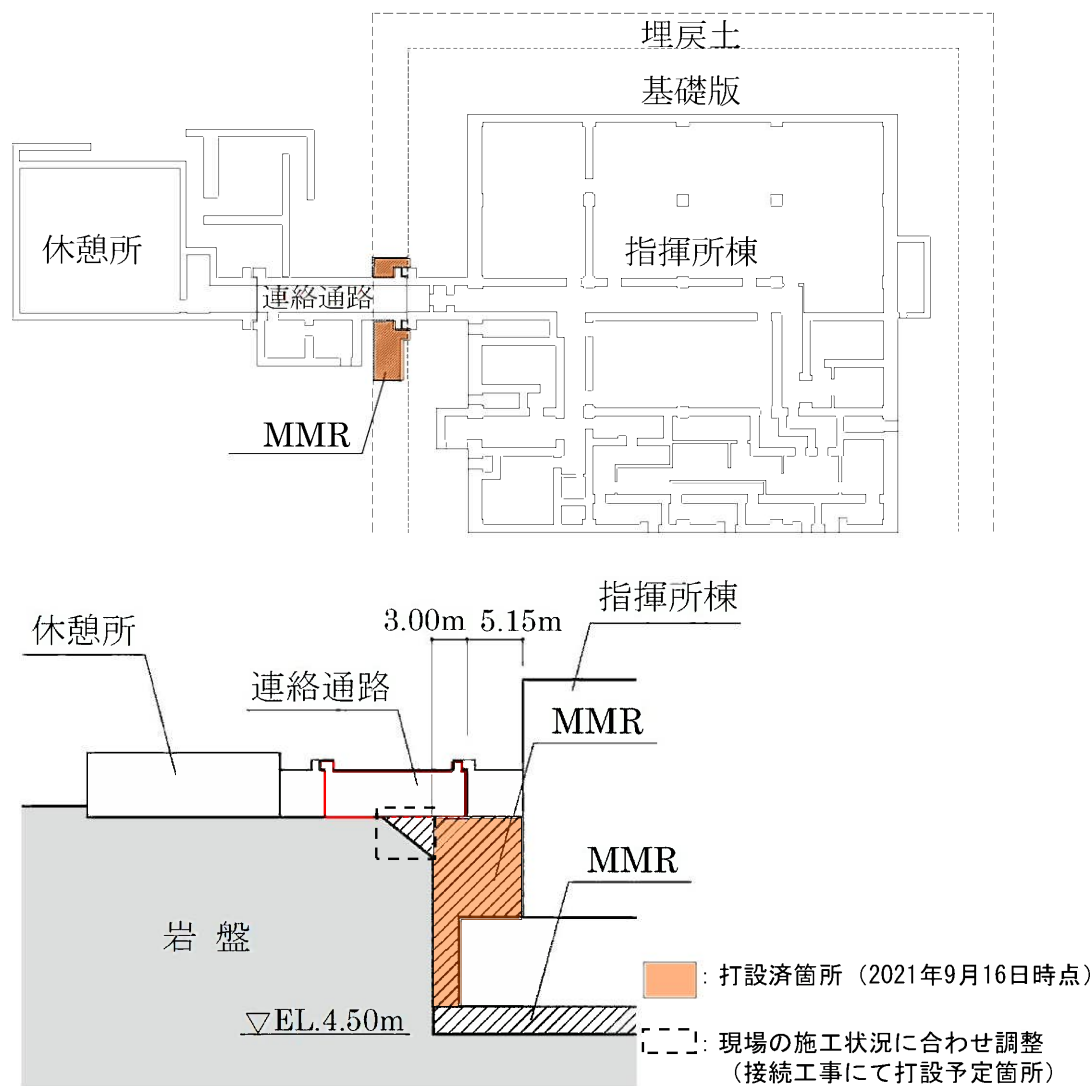 埋戻土
基礎版
休憩所
指揮所棟
連絡通路
MMR
指揮所棟
3.00m 5.15m
休憩所
連絡通路
MMR
MMR
岩盤
▽EL.4.50m
: 打設済箇所（2021年9月16日時点）
: 現場の施工状況に合わせ調整
（接続工事にて打設予定箇所）